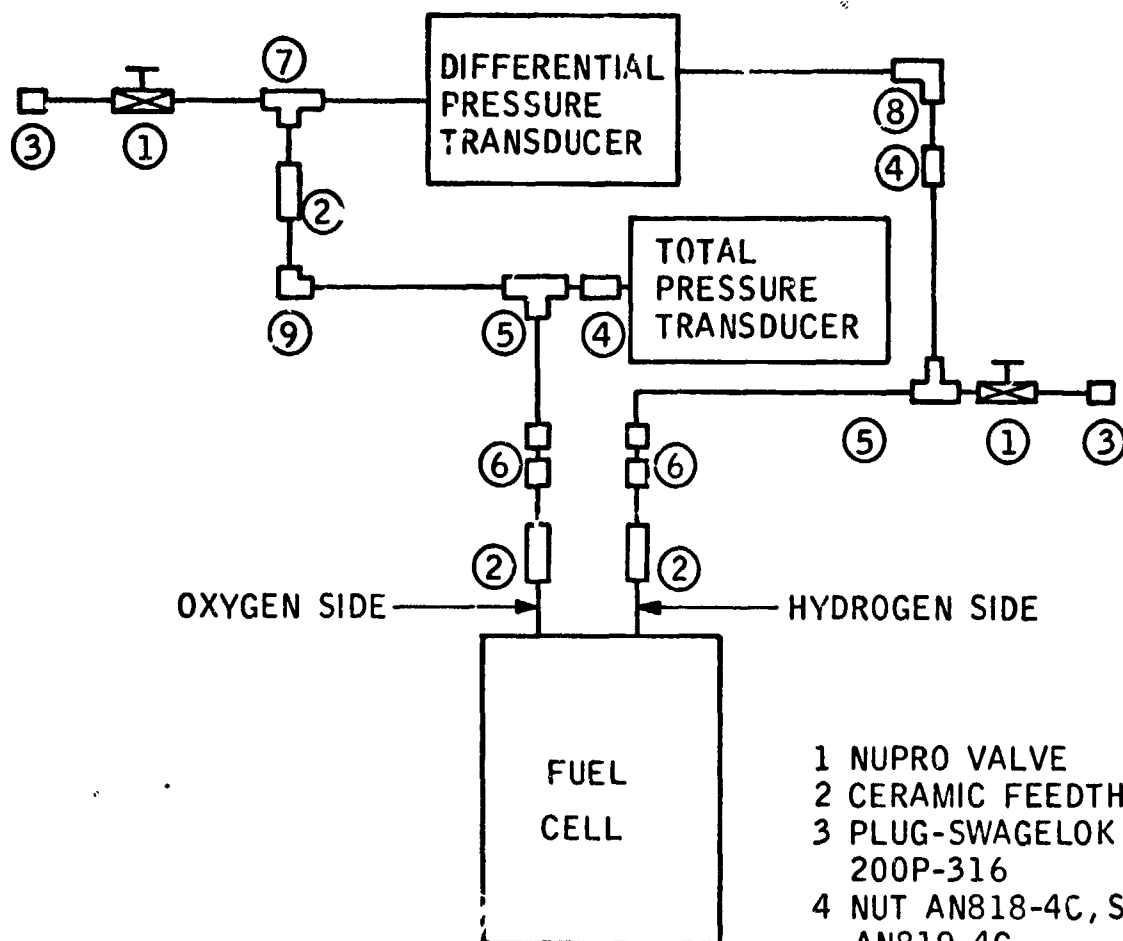 7
DIFFERENTIAL
PRESSURE
TRANSDUCER
8
3
1
4
2
TOTAL
PRESSURE
TRANSDUCER
9
5
4
5
1
3
6
6
2
2
OXYGEN SIDE
HYDROGEN SIDE
FUEL
CELL
1 NUPRO VALVE
2 CERAMIC FEEDTH
3 PLUG-SWAGELOK
200P-316
4 NUT AN818-4C, S
AN819-4C